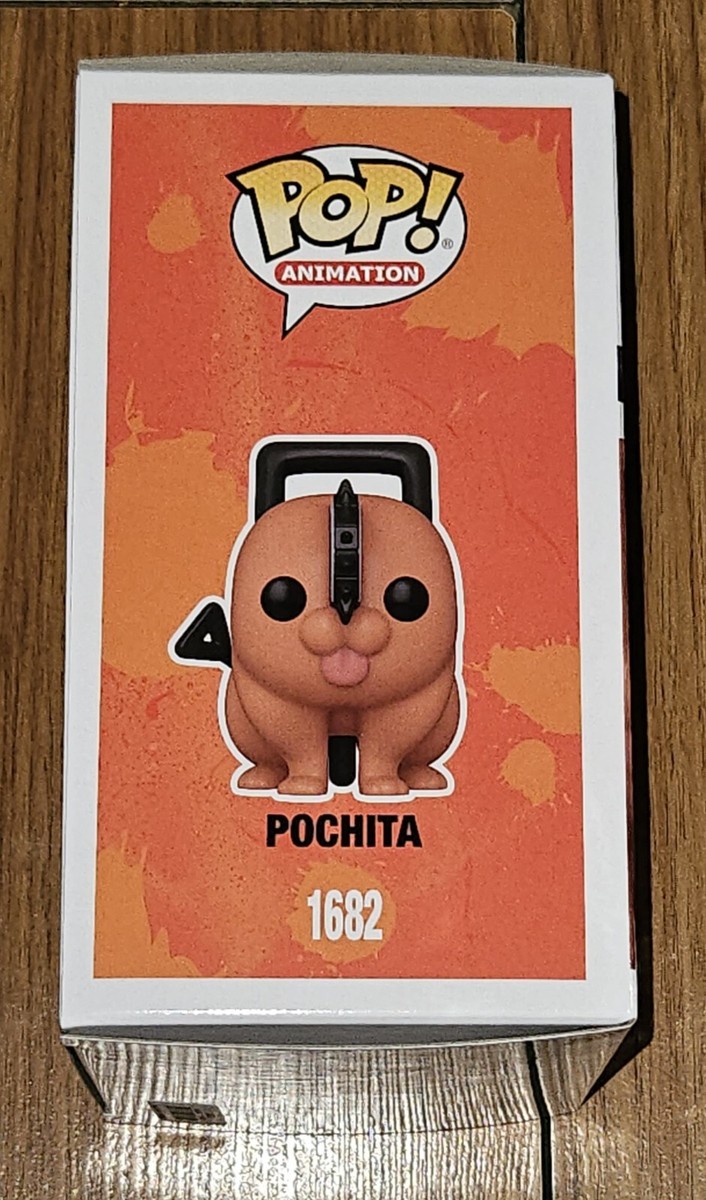 POP!®
ANIMATION
POCHITA
1682